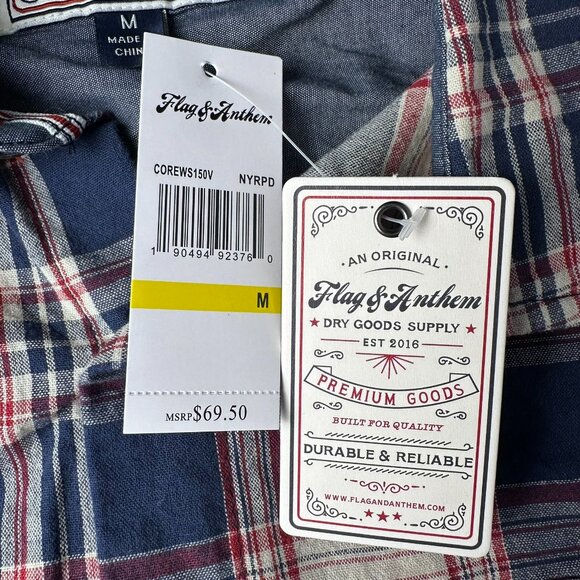 M
MADE
CHIN
Flag & Anthem
COREWS150V NYRPD
1 90494 92376 0
M
MSRP $69.50
AN ORIGINAL
Flag & Anthem
DRY GOODS SUPPLY
EST 2016
PREMIUM GOODS
BUILT FOR QUALITY
DURABLE & RELIABLE
WWW.FLAGANDANTHEM.COM